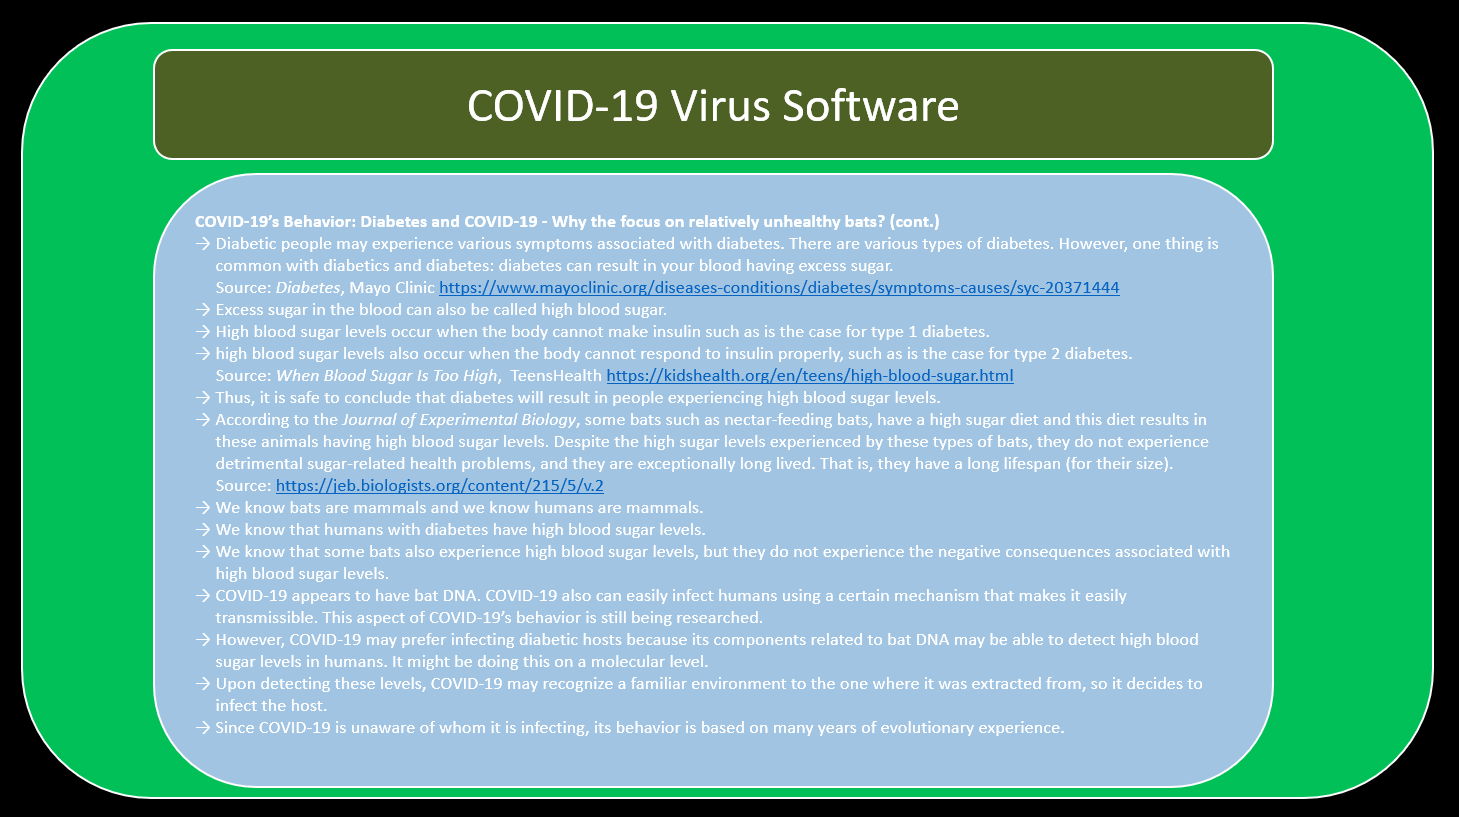 COVID-19 Virus Software
COVID-19’s Behavior: Diabetes and COVID-19 - Why the focus on relatively unhealthy bats? (cont.)
→ Diabetic people may experience various symptoms associated with diabetes. There are various types of diabetes. However, one thing is
common with diabetics and diabetes: diabetes can result in your blood having excess sugar.
Source: Diabetes, Mayo Clinic https://www.mayoclinic.org/diseases-conditions/diabetes/symptoms-causes/syc-20371444
→ Excess sugar in the blood can also be called high blood sugar.
→ High blood sugar levels occur when the body cannot make insulin such as is the case for type 1 diabetes.
→ high blood sugar levels also occur when the body cannot respond to insulin properly, such as is the case for type 2 diabetes.
Source: When Blood Sugar Is Too High, TeensHealth https://kidshealth.org/en/teens/high-blood-sugar.html
→ Thus, it is safe to conclude that diabetes will result in people experiencing high blood sugar levels.
→ According to the Journal of Experimental Biology, some bats such as nectar-feeding bats, have a high sugar diet and this diet results in
these animals having high blood sugar levels. Despite the high sugar levels experienced by these types of bats, they do not experience
detrimental sugar-related health problems, and they are exceptionally long lived. That is, they have a long lifespan (for their size).
Source: https://jeb.biologists.org/content/215/5/v.2
→ We know bats are mammals and we know humans are mammals.
→ We know that humans with diabetes have high blood sugar levels.
→ We know that some bats also experience high blood sugar levels, but they do not experience the negative consequences associated with
high blood sugar levels.
→ COVID-19 appears to have bat DNA. COVID-19 also can easily infect humans using a certain mechanism that makes it easily
transmissible. This aspect of COVID-19’s behavior is still being researched.
→ However, COVID-19 may prefer infecting diabetic hosts because its components related to bat DNA may be able to detect high blood
sugar levels in humans. It might be doing this on a molecular level.
→ Upon detecting these levels, COVID-19 may recognize a familiar environment to the one where it was extracted from, so it decides to
infect the host.
→ Since COVID-19 is unaware of whom it is infecting, its behavior is based on many years of evolutionary experience.